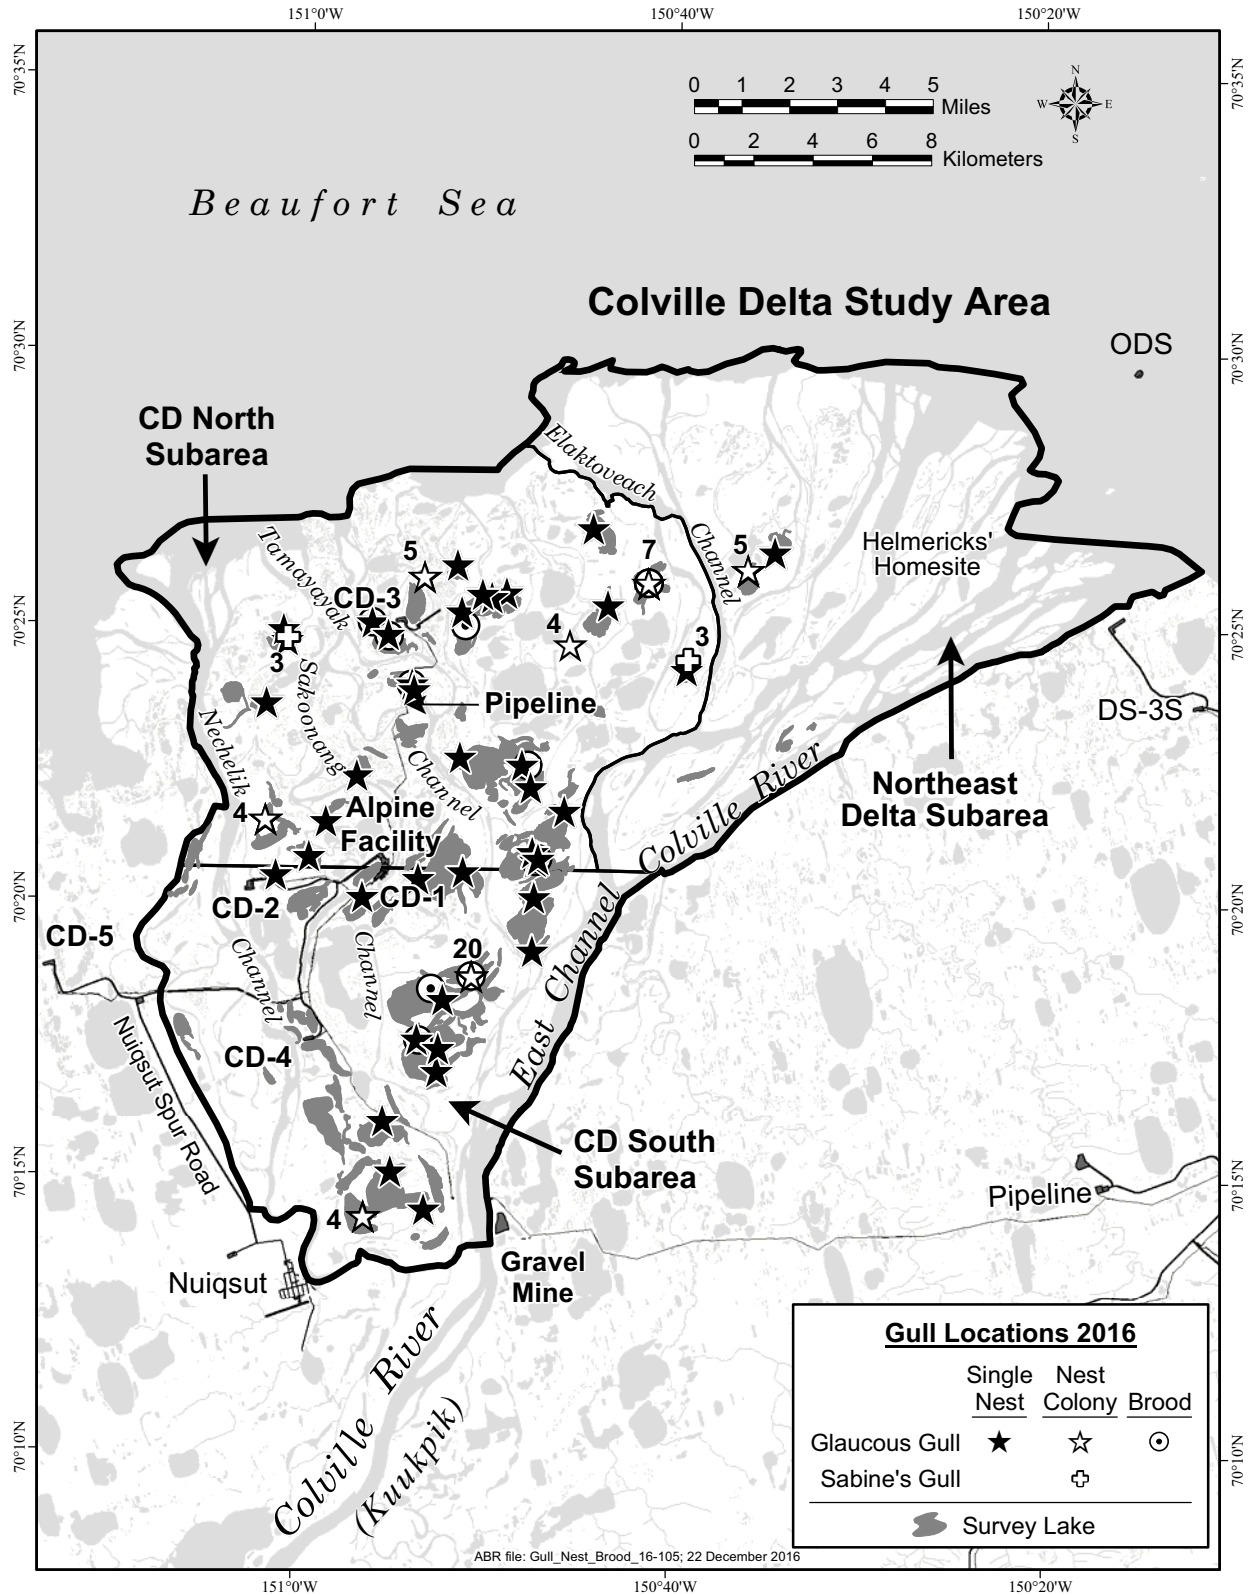 151°0'W
150°40'W
150°20'W
70°35'N
70°35'N
0 1 2 3 4 5
Miles
0 2 4 6 8
Kilometers
N
W E
S
Beaufort Sea
Colville Delta Study Area
70°30'N
70°30'N
ODS
CD North
Subarea
Elaktoveach
Channel
Tamayayak
5
7
5
Helmericks'
Homesite
CD-3
70°25'N
70°25'N
4
3
3
Sakoonang
Pipeline
DS-3S
Nechelik
Channel
Northeast
Delta Subarea
Colville River
4
Alpine
Facility
CD-1
CD-2
70°20'N
70°20'N
CD-5
Channel
Channel
20
East Channel
Nuiqsut Spur Road
CD-4
CD South
Subarea
70°15'N
70°15'N
Pipeline
4
Nuiqsut
Gravel
Mine
Colville River
(Kuukpik)
70°10'N
70°10'N
Gull Locations 2016
Single
Nest
Nest
Colony
Brood
Glaucous Gull
Sabine's Gull
Survey Lake
ABR file: Gull_Nest_Brood_16-105; 22 December 2016
151°0'W
150°40'W
150°20'W